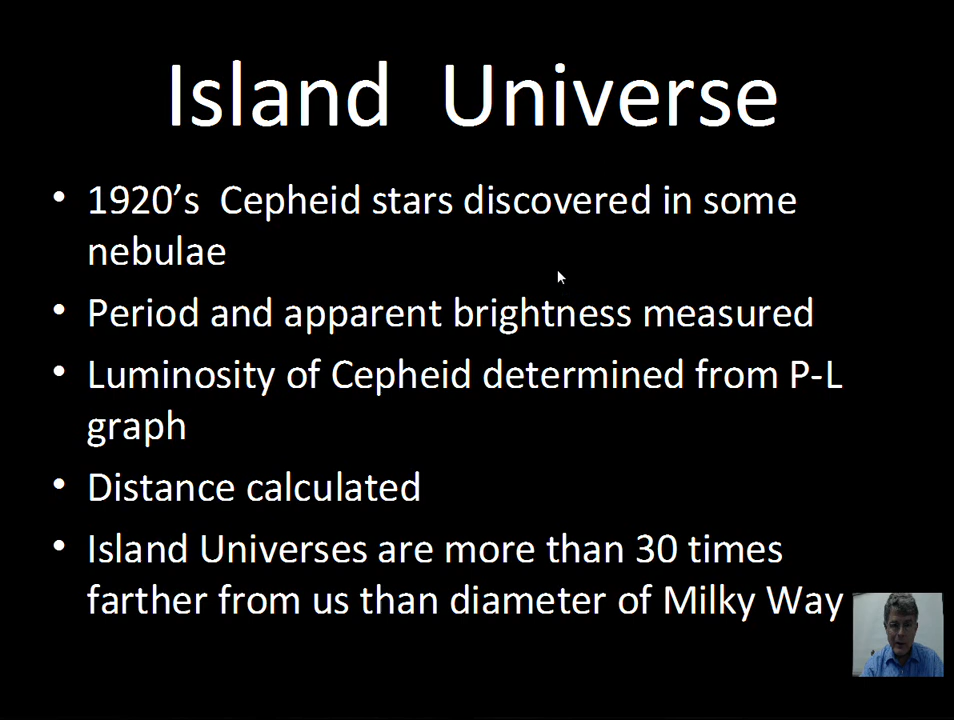 Island Universe
• 1920's Cepheid stars discovered in some
nebulae
• Period and apparent brightness measured
• Luminosity of Cepheid determined from P-L
graph
• Distance calculated
• Island Universes are more than 30 times
farther from us than diameter of Milky Way